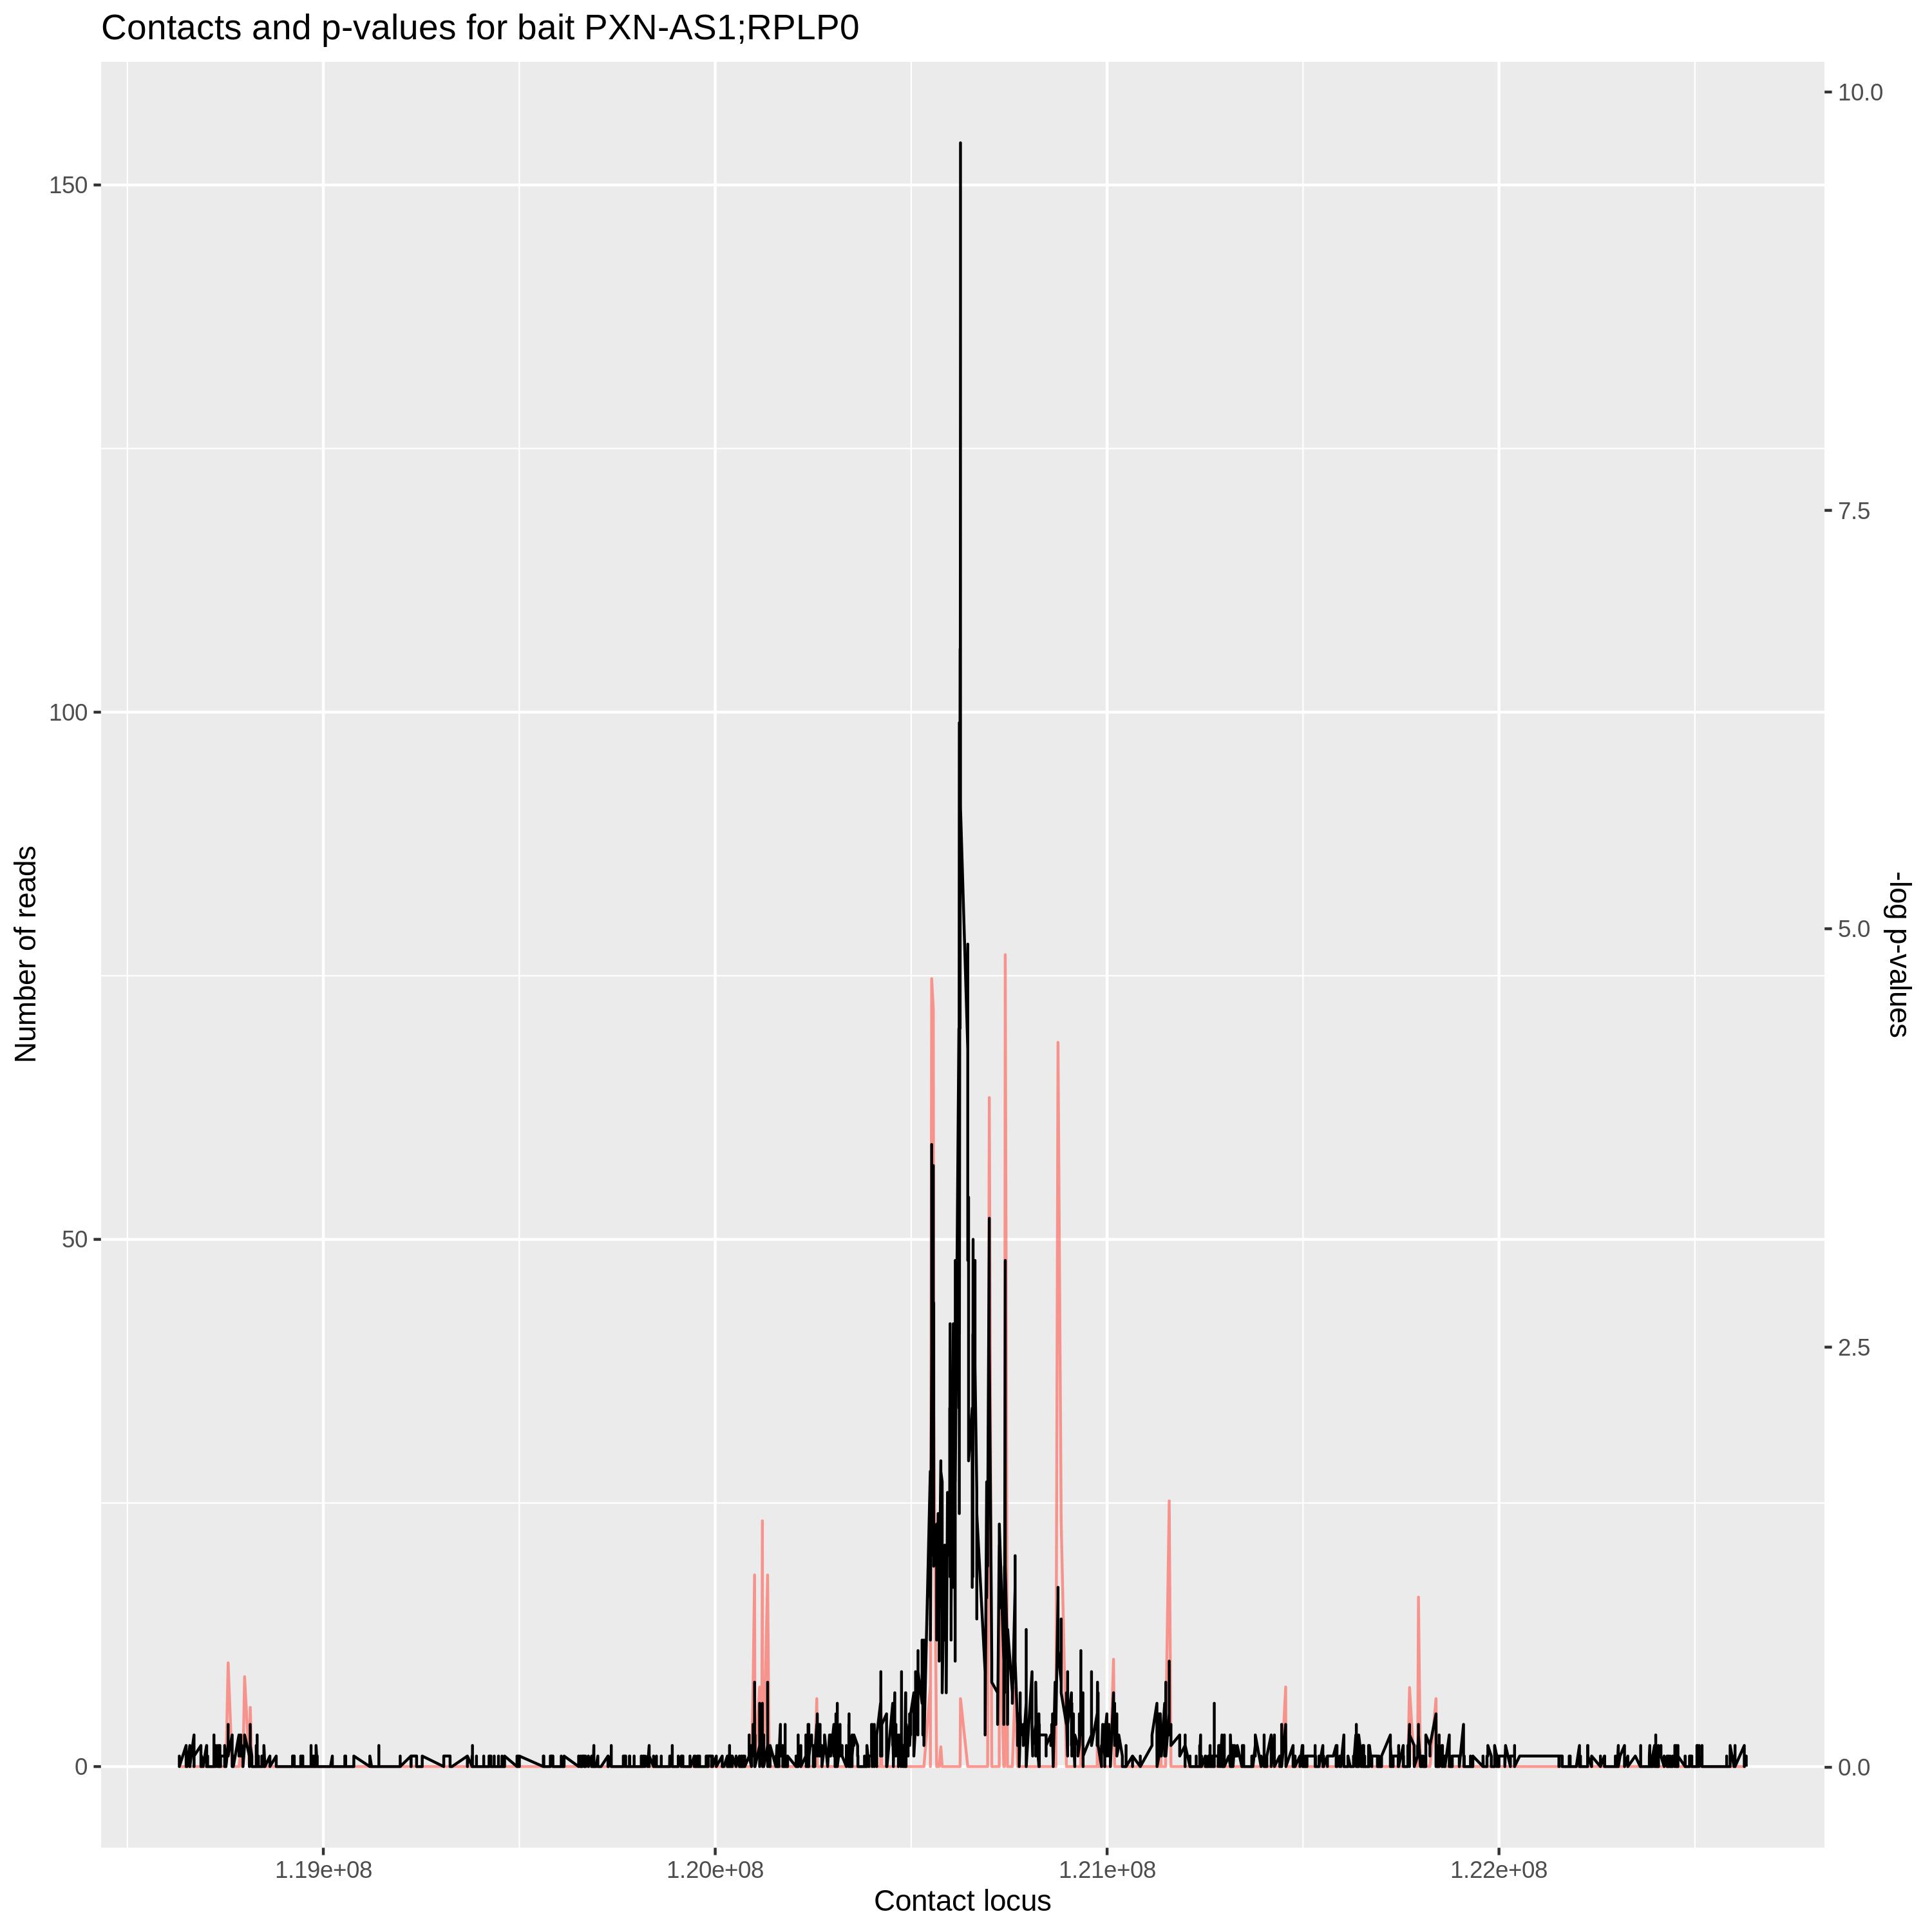 Contacts and p-values for bait PXN-AS1;RPLP0
10.0
150
7.5
100
5.0
Number of reads
-log p-values
50
2.5
0
0.0
1.19e+08
1.20e+08
1.21e+08
1.22e+08
Contact locus